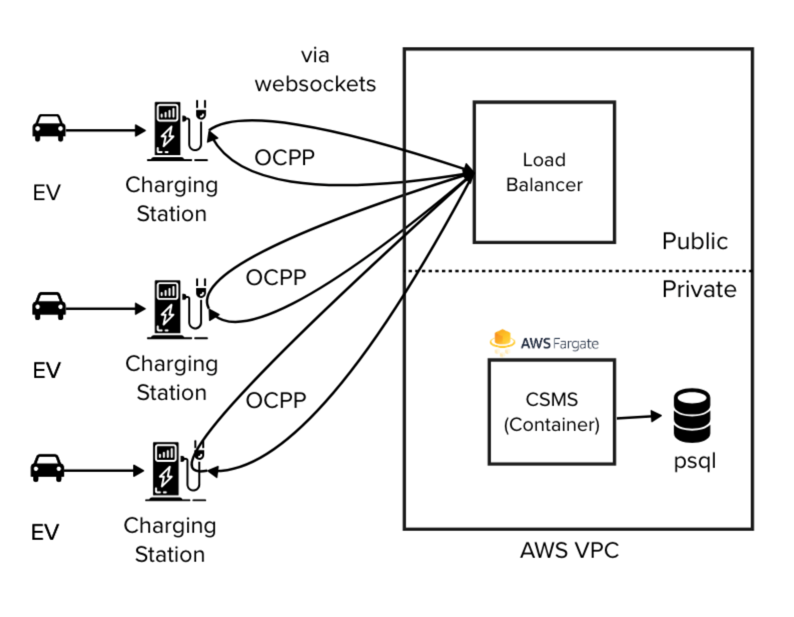 via
websockets
EV
Charging
Station
OCPP
Load
Balancer
Public
Private
EV
Charging
Station
OCPP
AWS Fargate
CSMS
(Container)
psql
EV
Charging
Station
OCPP
AWS VPC